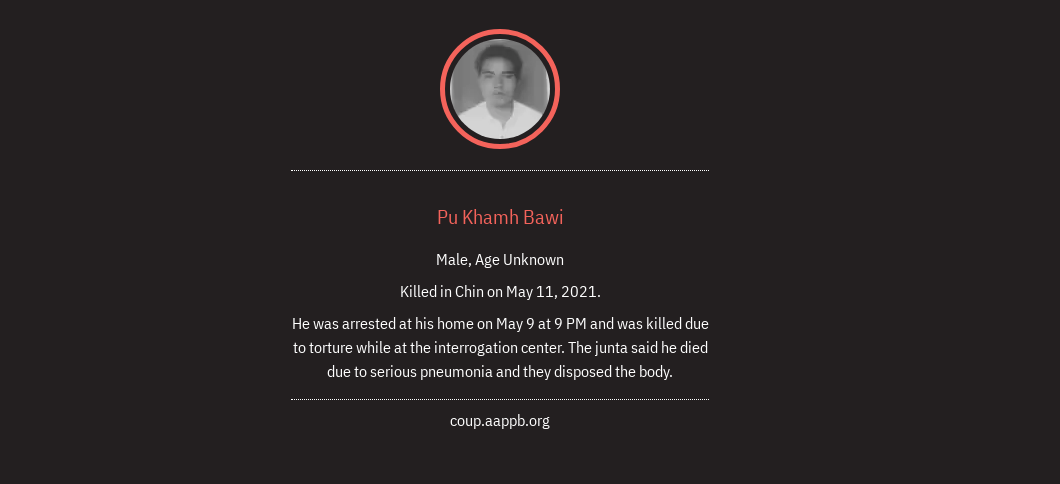 Pu Khamh Bawi
Male, Age Unknown
Killed in Chin on May 11, 2021.
He was arrested at his home on May 9 at 9 PM and was killed due
to torture while at the interrogation center. The junta said he died
due to serious pneumonia and they disposed the body.
coup.aappb.org